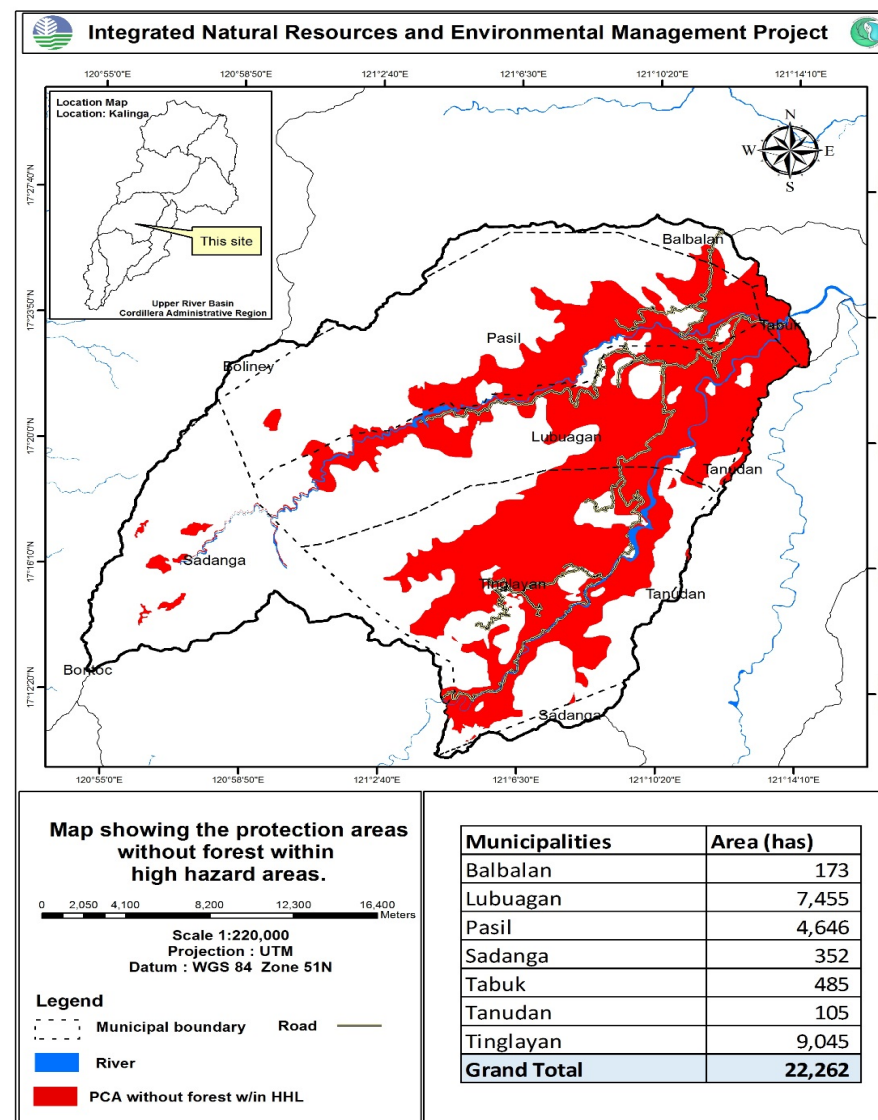 Integrated Natural Resources and Environmental Management Project
120°55'0"E 120°58'50"E 121°2'40"E 121°6'30"E 121°10'20"E 121°14'10"E
Location Map
Location: Kalinga
This site
Upper River Basin
Cordillera Administrative Region
N
W E
S
17°27'40"N
17°23'50"N
17°20'0"N
17°16'10"N
17°12'20"N
Balbalan
Tabuk
Pasil
Boliney
Lubuagan
Tanudan
Sadanga
Tinglayan
Tanudan
Bontoc
Sadanga
120°55'0"E 120°58'50"E 121°2'40"E 121°6'30"E 121°10'20"E 121°14'10"E
Map showing the protection areas
without forest within
high hazard areas.
0 2,050 4,100 8,200 12,300 16,400
Meters
Scale 1:220,000
Projection : UTM
Datum : WGS 84 Zone 51N
Legend
Municipal boundary Road
River
PCA without forest w/in HHL
Municipalities Area (has)
Balbalan 173
Lubuagan 7,455
Pasil 4,646
Sadanga 352
Tabuk 485
Tanudan 105
Tinglayan 9,045
Grand Total 22,262